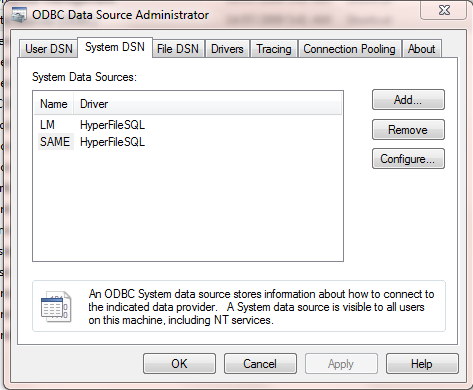 ODBC Data Source Administrator
User DSN System DSN File DSN Drivers Tracing Connection Pooling About
System Data Sources:
Name Driver
LM HyperFileSQL
SAME HyperFileSQL
Add...
Remove
Configure...
An ODBC System data source stores information about how to connect to
the indicated data provider. A System data source is visible to all users
on this machine, including NT services.
OK Cancel Apply Help